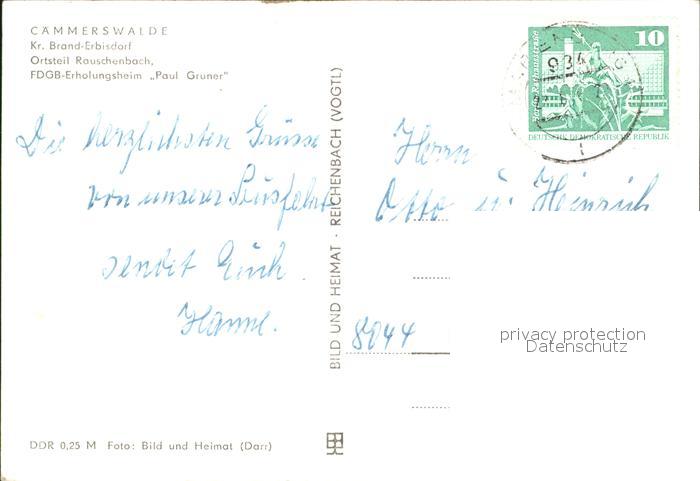 CÄMMERSWALDE
Kr. Brand-Erbisdorf
Ortsteil Rauschenbach,
FDGB-Erholungsheim „Paul Gruner"
Die herzlichsten Grüsse
von unserer Busfahrt
sendet Euch
Hanne.
BILD UND HEIMAT · REICHENBACH (VOGTL)
10
DEUTSCHE DEMOKRATISCHE REPUBLIK
934
Herrn
Otto u. Heinrich
8044
privacy protection
Datenschutz
DDR 0,25 M Foto: Bild und Heimat (Darr)